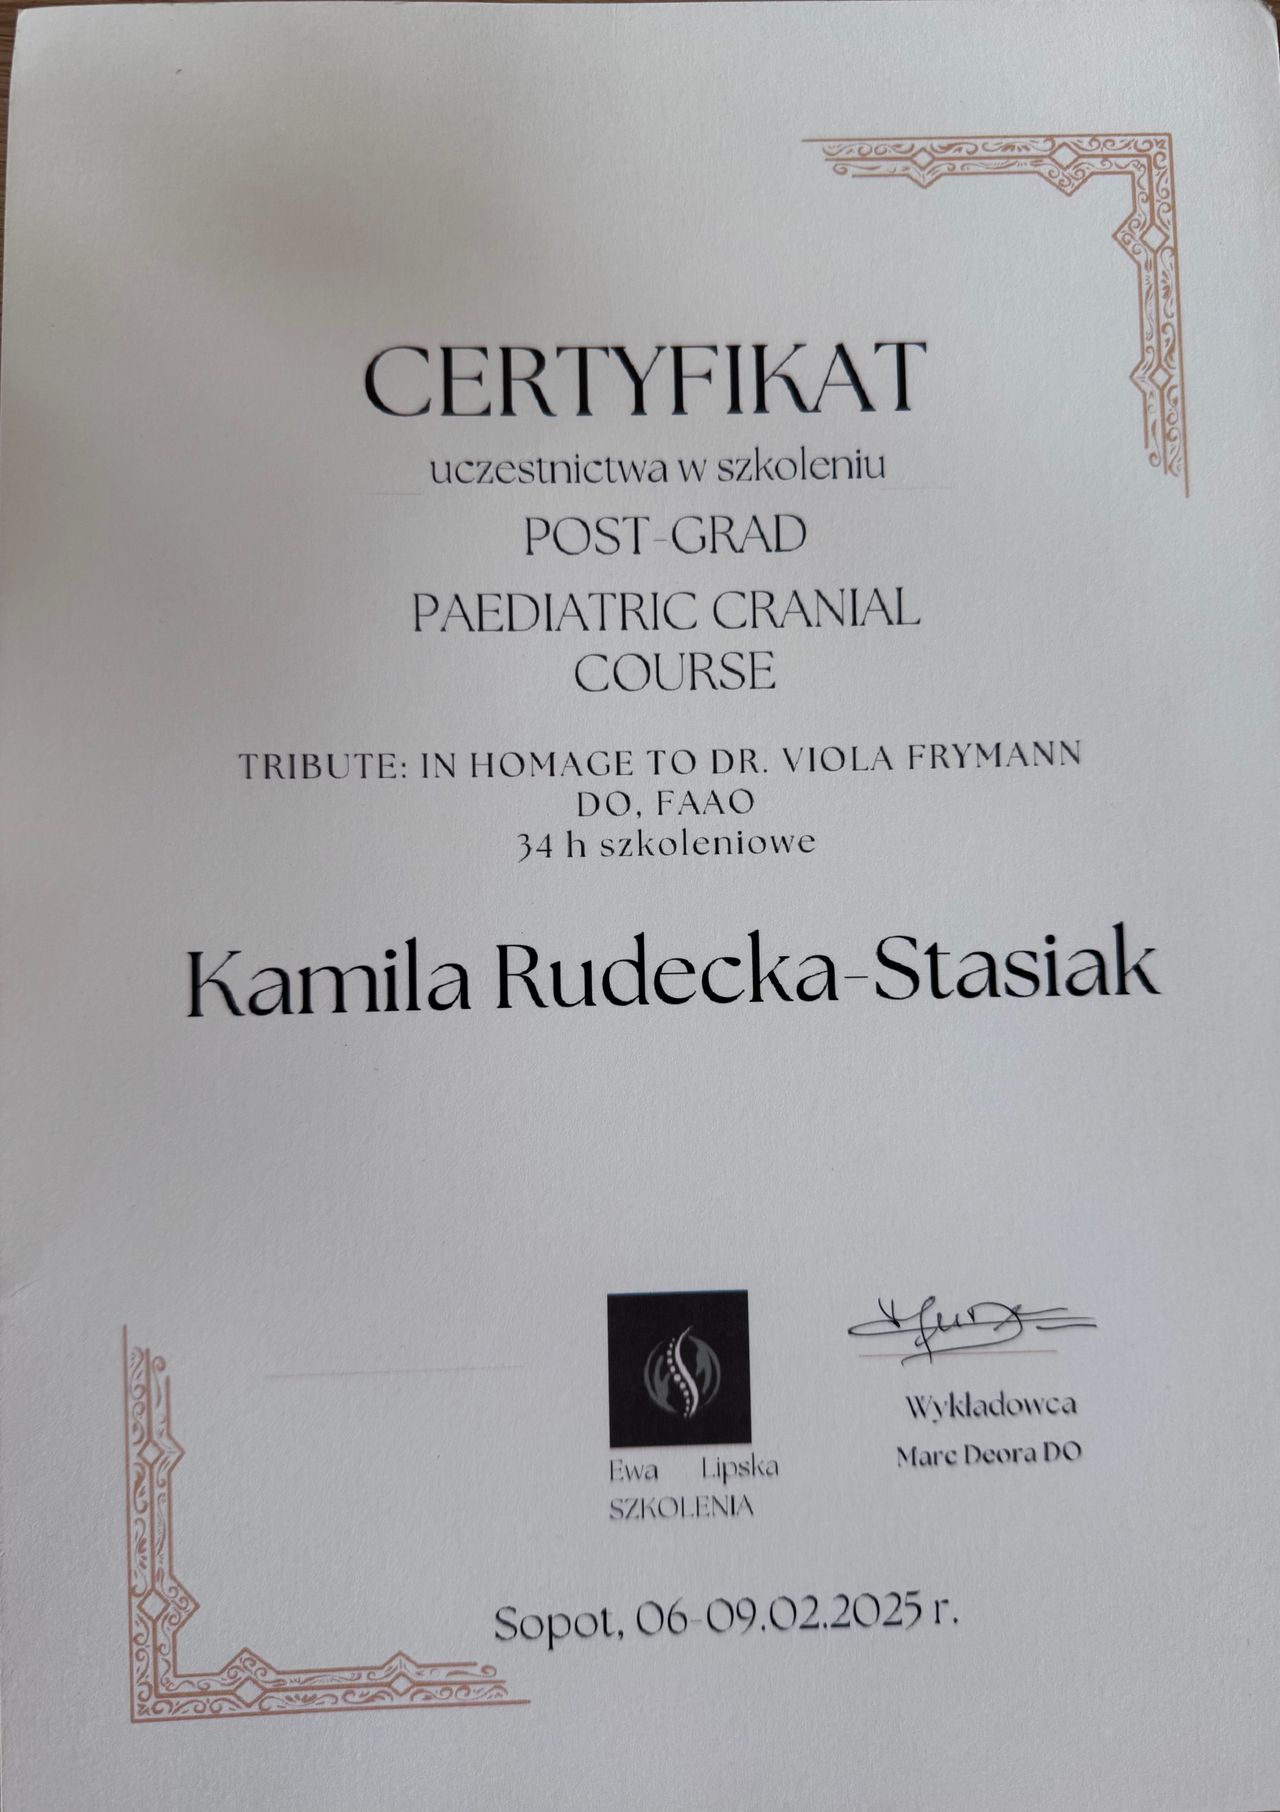 CERTYFIKAT
uczestnictwa w szkoleniu
POST-GRAD
PAEDIATRIC CRANIAL
COURSE
TRIBUTE: IN HOMAGE TO DR. VIOLA FRYMANN
DO, FAAO
34 h szkoleniowe
Kamila Rudecka-Stasiak
Ewa Lipska
SZKOLENIA
Wykładowca
Marc Deora DO
Sopot, 06-09.02.2025 r.